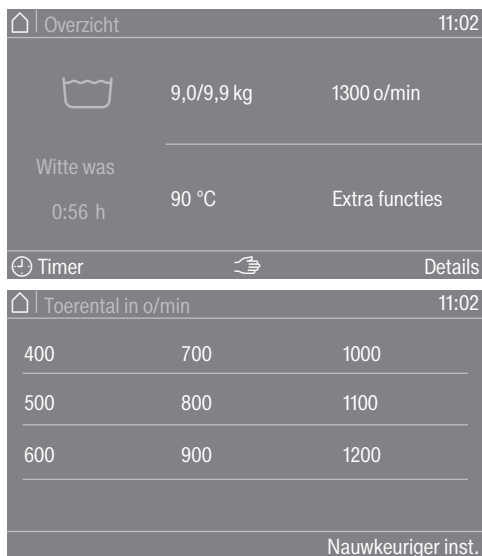 Overzicht 11:02
9,0/9,9 kg 1300 o/min
Witte was
0:56 h
90 °C Extra functies
Timer Details
Toerental in o/min 11:02
400 700 1000
500 800 1100
600 900 1200
Nauwkeuriger inst.